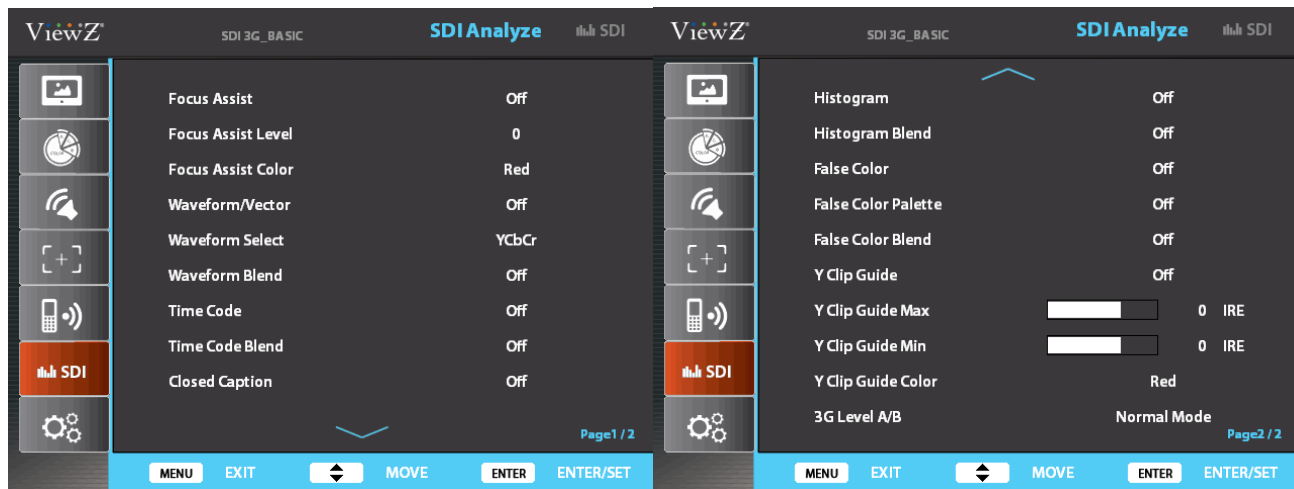 ViewZ SDI 3G_BASIC SDI Analyze SDI
Focus Assist Off
Focus Assist Level 0
Focus Assist Color Red
Waveform/Vector Off
Waveform Select YCbCr
Waveform Blend Off
Time Code Off
Time Code Blend Off
Closed Caption Off
SDI
Page1 / 2
MENU EXIT MOVE ENTER ENTER/SET
ViewZ SDI 3G_BASIC SDI Analyze SDI
Histogram Off
Histogram Blend Off
False Color Off
False Color Palette Off
False Color Blend Off
Y Clip Guide Off
Y Clip Guide Max 0 IRE
Y Clip Guide Min 0 IRE
SDI
Y Clip Guide Color Red
3G Level A/B Normal Mode
Page2 / 2
MENU EXIT MOVE ENTER ENTER/SET